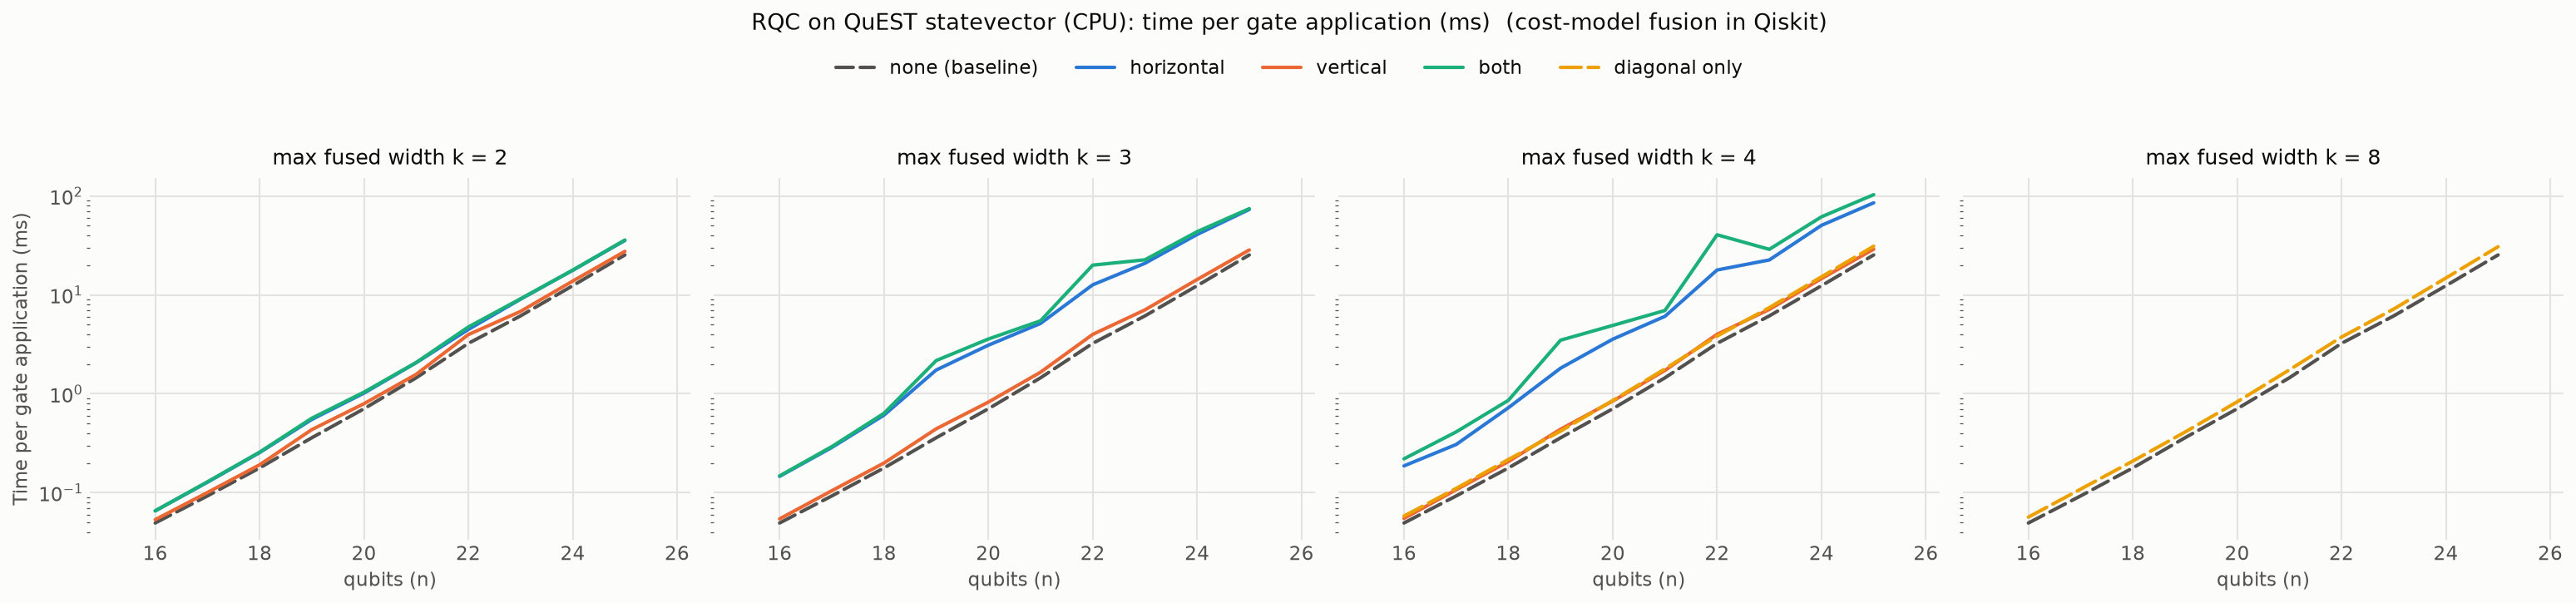 RQC on QuEST statevector (CPU): time per gate application (ms)  (cost-model fusion in Qiskit)
none (baseline) horizontal vertical both diagonal only
max fused width k = 2
Time per gate application (ms)
10² 10¹ 10⁰ 10⁻¹
16 18 20 22 24 26
qubits (n)
max fused width k = 3
16 18 20 22 24 26
qubits (n)
max fused width k = 4
16 18 20 22 24 26
qubits (n)
max fused width k = 8
16 18 20 22 24 26
qubits (n)